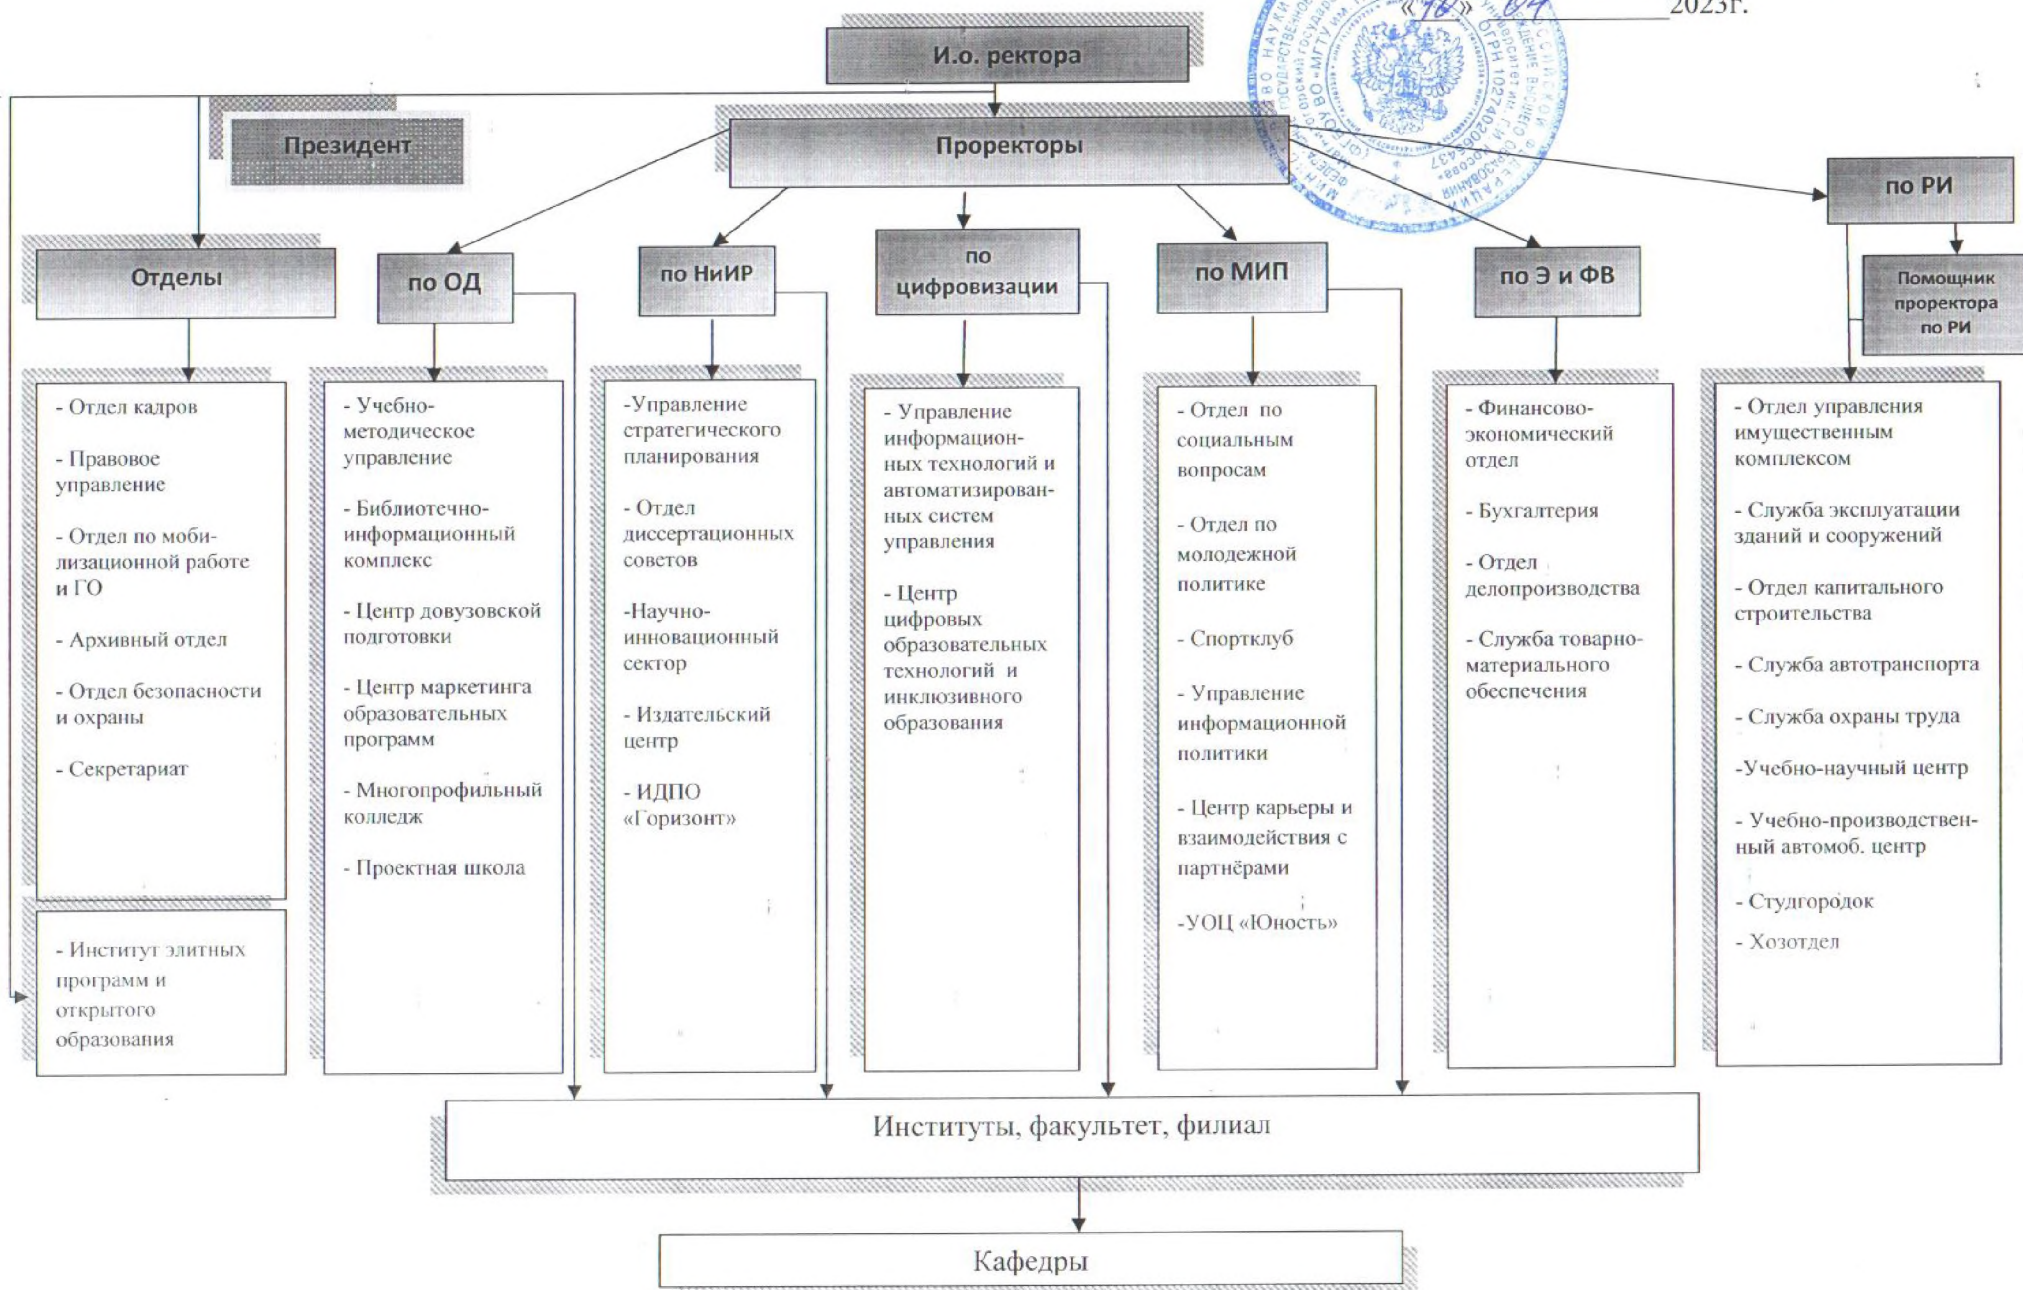 2023г.
И.о. ректора
Президент
Проректоры
по РИ
Помощник
проректора
по РИ
Отделы
по ОД
по НиИР
по
цифровизации
по МИП
по Э и ФВ
- Отдел кадров
- Правовое
управление
- Отдел по моби-
лизационной работе
и ГО
- Архивный отдел
- Отдел безопасности
и охраны
- Секретариат
- Институт элитных
программ и
открытого
образования
- Учебно-
методическое
управление
- Библиотечно-
информационный
комплекс
- Центр довузовской
подготовки
- Центр маркетинга
образовательных
программ
- Многопрофильный
колледж
- Проектная школа
-Управление
стратегического
планирования
- Отдел
диссертационных
советов
-Научно-
инновационный
сектор
- Издательский
центр
- ИДПО
«Горизонт»
- Управление
информацион-
ных технологий и
автоматизирован-
ных систем
управления
- Центр
цифровых
образовательных
технологий и
инклюзивного
образования
- Отдел по
социальным
вопросам
- Отдел по
молодежной
политике
- Спортклуб
- Управление
информационной
политики
- Центр карьеры и
взаимодействия с
партнёрами
-УОЦ «Юность»
- Финансово-
экономический
отдел
- Бухгалтерия
- Отдел
делопроизводства
- Служба товарно-
материального
обеспечения
- Отдел управления
имущественным
комплексом
- Служба эксплуатации
зданий и сооружений
- Отдел капитального
строительства
- Служба автотранспорта
- Служба охраны труда
-Учебно-научный центр
- Учебно-производствен-
ный автомоб. центр
- Студгородок
- Хозотдел
Институты, факультет, филиал
Кафедры